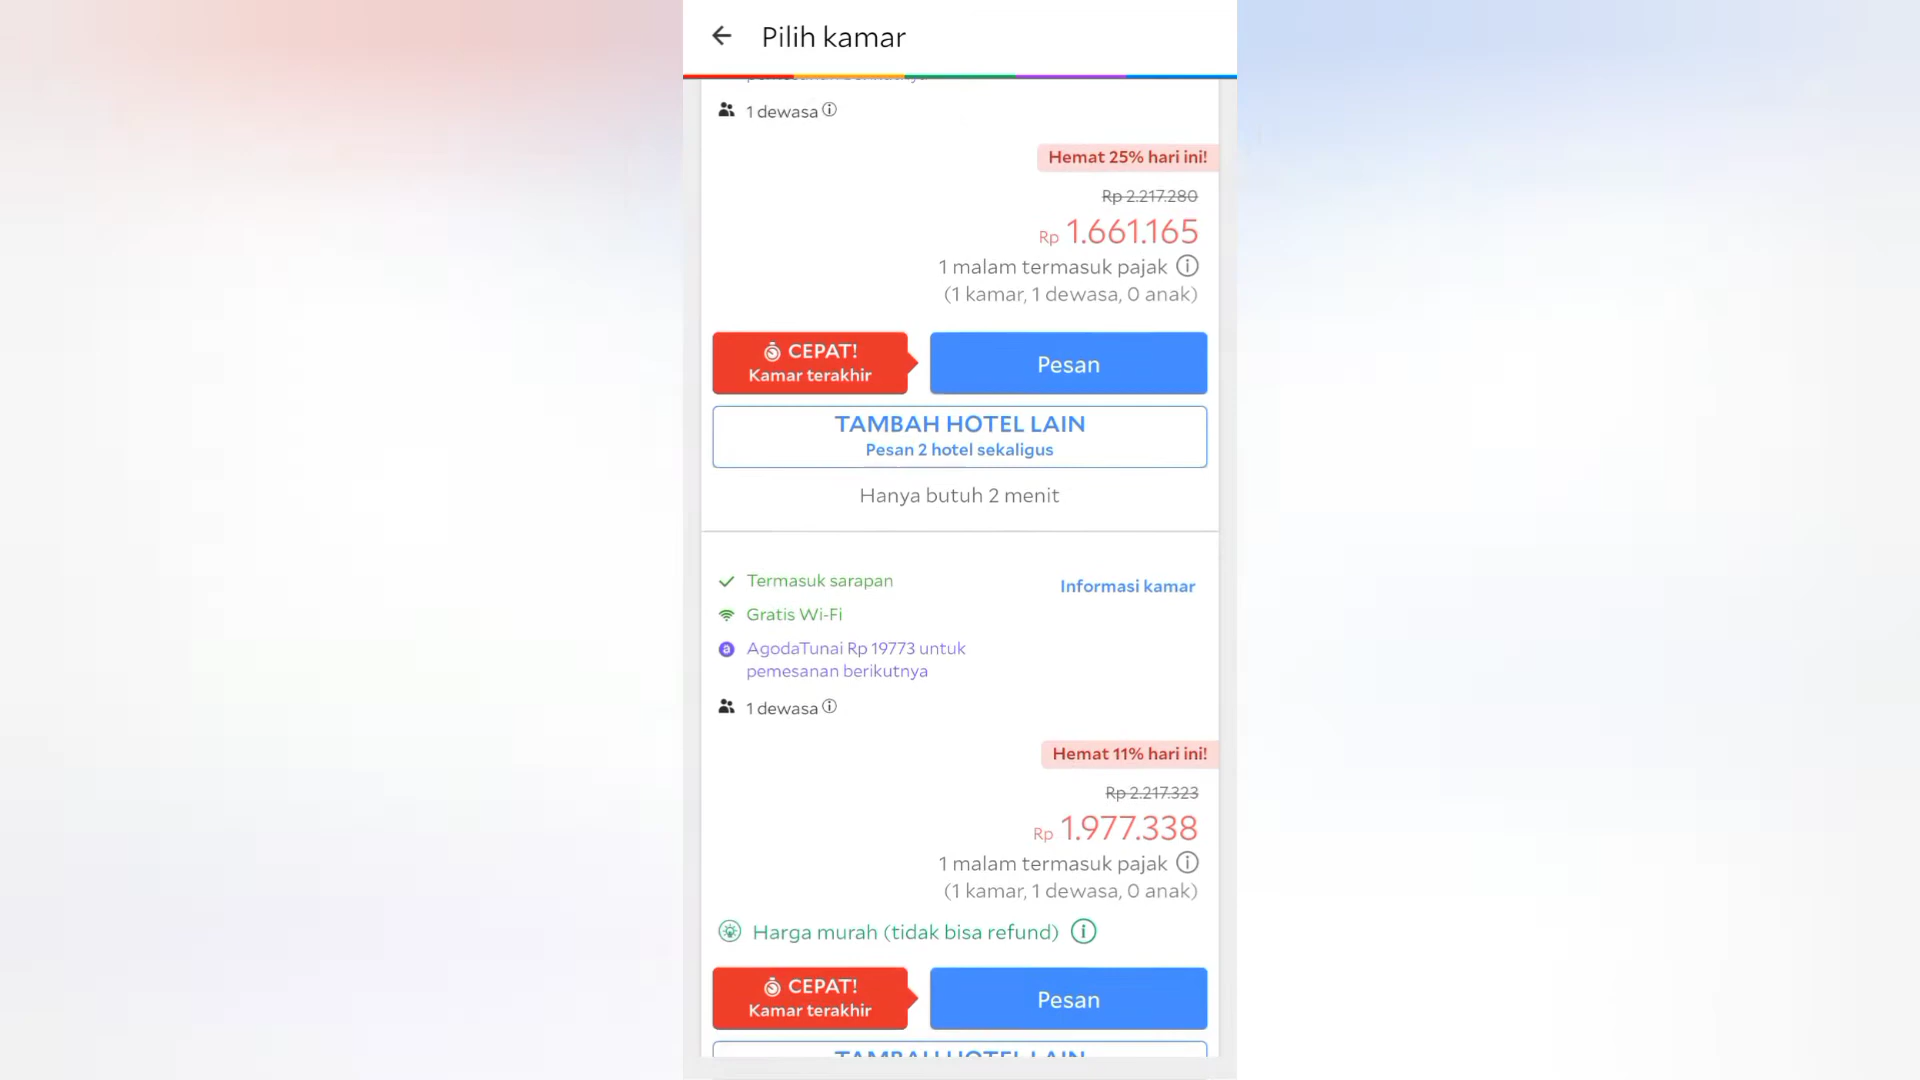 Pilih kamar
1 dewasa
Hemat 25% hari ini!
Rp 2.217.280
Rp 1.661.165
1 malam termasuk pajak
(1 kamar, 1 dewasa, 0 anak)
CEPAT!
Kamar terakhir
Pesan
TAMBAH HOTEL LAIN
Pesan 2 hotel sekaligus
Hanya butuh 2 menit
Termasuk sarapan
Informasi kamar
Gratis Wi-Fi
AgodaTunai Rp 19773 untuk
pemesanan berikutnya
1 dewasa
Hemat 11% hari ini!
Rp 2.217.323
Rp 1.977.338
1 malam termasuk pajak
(1 kamar, 1 dewasa, 0 anak)
Harga murah (tidak bisa refund)
CEPAT!
Kamar terakhir
Pesan
TAMBAH HOTEL LAIN